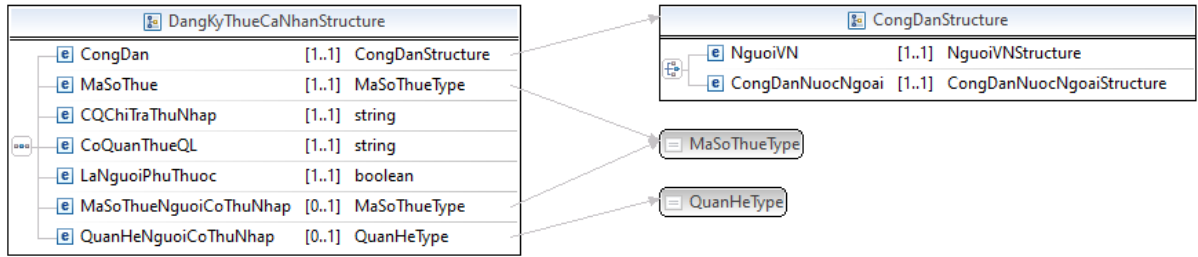 DangKyThueCaNhanStructure
e CongDan [1..1] CongDanStructure
e MaSoThue [1..1] MaSoThueType
e CQChiTraThuNhap [1..1] string
e CoQuanThueQL [1..1] string
e LaNguoiPhuThuoc [1..1] boolean
e MaSoThueNguoiCoThuNhap [0..1] MaSoThueType
e QuanHeNguoiCoThuNhap [0..1] QuanHeType
CongDanStructure
e NguoiVN [1..1] NguoiVNStructure
e CongDanNuocNgoai [1..1] CongDanNuocNgoaiStructure
MaSoThueType
QuanHeType